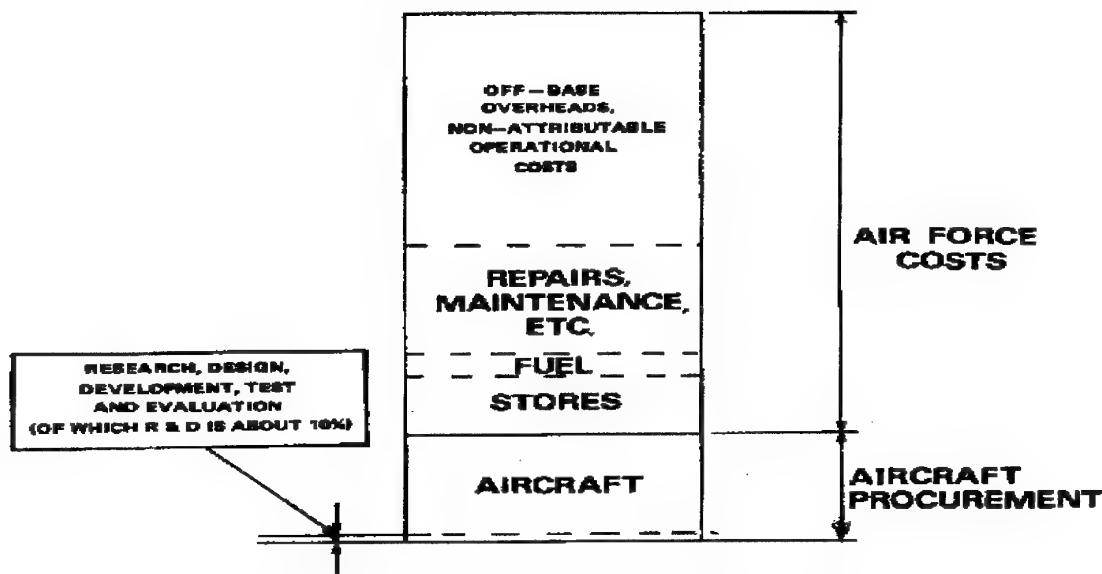 OFF-BASE
OVERHEADS,
NON-ATTRIBUTABLE
OPERATIONAL
COSTS
AIR FORCE
COSTS
REPAIRS,
MAINTENANCE,
ETC.
FUEL
STORES
RESEARCH, DESIGN,
DEVELOPMENT, TEST
AND EVALUATION
(OF WHICH R & D IS ABOUT 10%)
AIRCRAFT
AIRCRAFT
PROCUREMENT